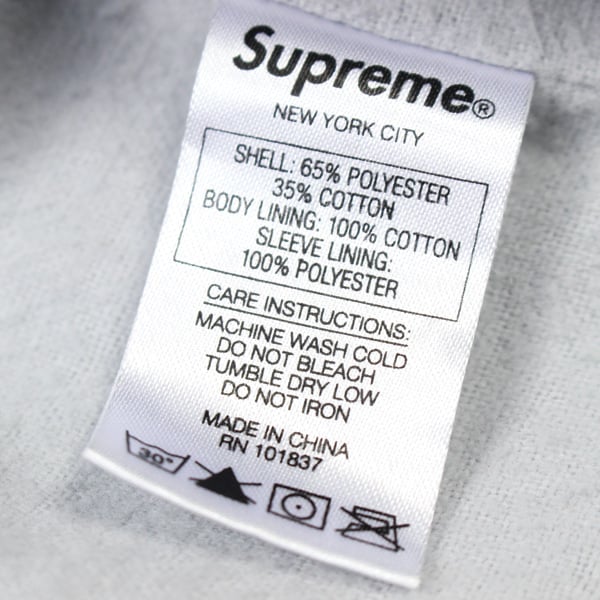 Supreme®
NEW YORK CITY
SHELL: 65% POLYESTER
35% COTTON
BODY LINING: 100% COTTON
SLEEVE LINING:
100% POLYESTER
CARE INSTRUCTIONS:
MACHINE WASH COLD
DO NOT BLEACH
TUMBLE DRY LOW
DO NOT IRON
MADE IN CHINA
RN 101837
30°